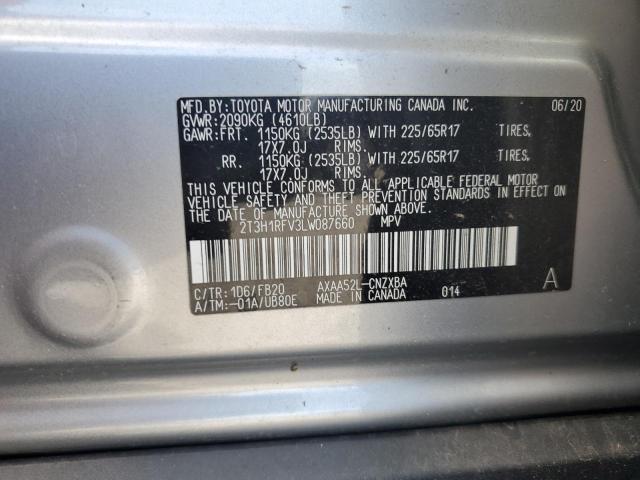 MFD.BY:TOYOTA MOTOR MANUFACTURING CANADA INC. 06/20
GVWR:2090KG (4610LB)
GAWR:FRT. 1150KG (2535LB) WITH 225/65R17 TIRES,
17X7.0J RIMS.
RR. 1150KG (2535LB) WITH 225/65R17 TIRES,
17X7.0J RIMS.
THIS VEHICLE CONFORMS TO ALL APPLICABLE FEDERAL MOTOR
VEHICLE SAFETY AND THEFT PREVENTION STANDARDS IN EFFECT ON
THE DATE OF MANUFACTURE SHOWN ABOVE.
2T3H1RFV3LW087660 MPV
C/TR:1D6/FB20 AXAA52L-CNZXBA
A/TM:-01A/UB80E MADE IN CANADA 014 A